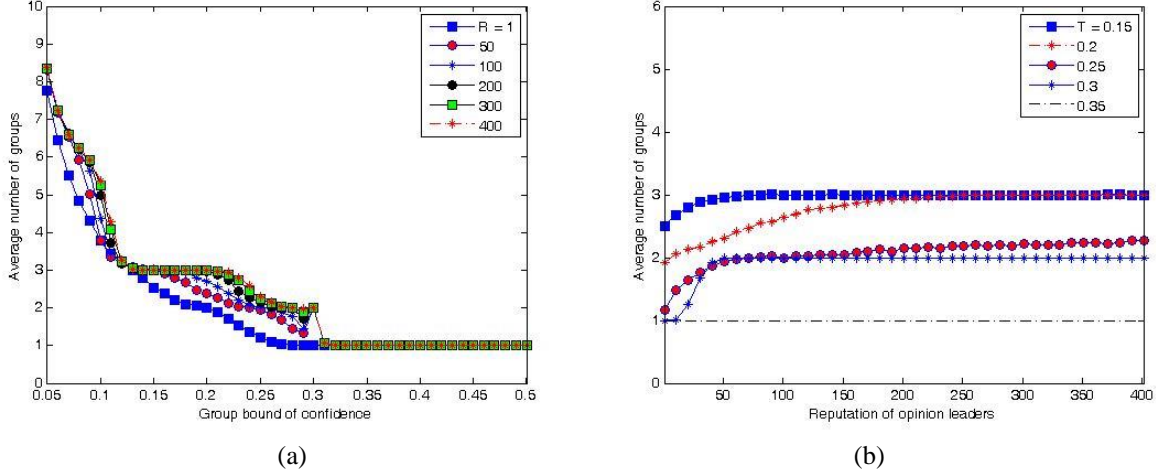 10
9
8
7
6
5
4
3
2
1
0
Average number of groups
0.05 0.1 0.15 0.2 0.25 0.3 0.35 0.4 0.45 0.5
Group bound of confidence
R = 1
50
100
200
300
400
(a)
6
5
4
3
2
1
0
Average number of groups
50 100 150 200 250 300 350 400
Reputation of opinion leaders
T = 0.15
0.2
0.25
0.3
0.35
(b)